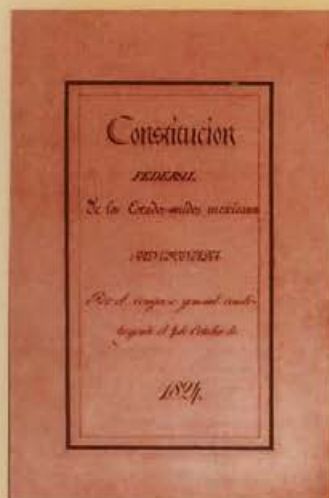 Constitucion
FEDERAL
De los Estados-unidos mexicanos
SANCIONADA
Por el congreso general consti-
tuyente el 4 de Octubre de
1824.